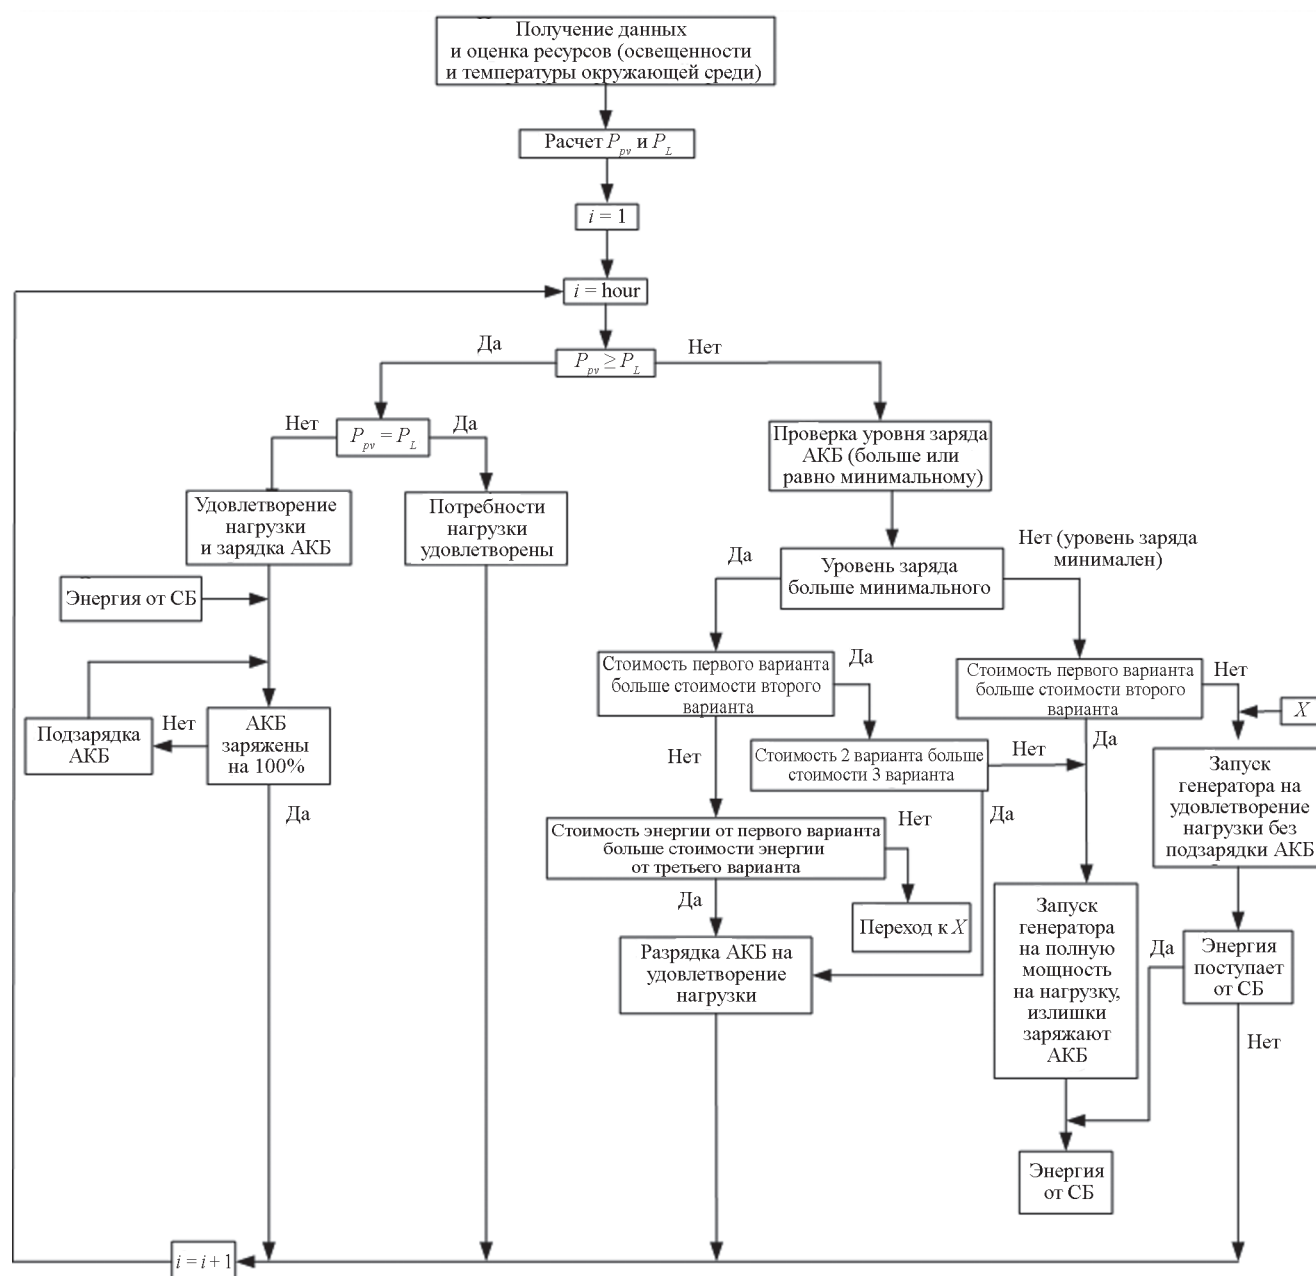 Получение данных
и оценка ресурсов (освещенности
и температуры окружающей среды)
Расчет P_pv и P_L
i = 1
i = hour
Да
P_pv ≥ P_L
Нет
Нет
P_pv = P_L
Да
Проверка уровня заряда
АКБ (больше или
равно минимальному)
Удовлетворение
нагрузки
и зарядка АКБ
Потребности
нагрузки
удовлетворены
Да
Уровень заряда
больше минимального
Нет (уровень заряда
минимален)
Энергия от СБ
Стоимость первого варианта
больше стоимости второго
варианта
Да
Стоимость первого варианта
больше стоимости второго
варианта
Нет
X
Подзарядка
АКБ
Нет
АКБ
заряжены
на 100%
Да
Нет
Стоимость 2 варианта больше
стоимости 3 варианта
Нет
Да
Да
Запуск
генератора на
удовлетворение
нагрузки без
подзарядки АКБ
Стоимость энергии от первого варианта
больше стоимости энергии
от третьего варианта
Нет
Да
Переход к X
Разрядка АКБ на
удовлетворение
нагрузки
Запуск
генератора
на полную
мощность
на нагрузку,
излишки
заряжают
АКБ
Да
Энергия
поступает
от СБ
Нет
Энергия
от СБ
i = i + 1